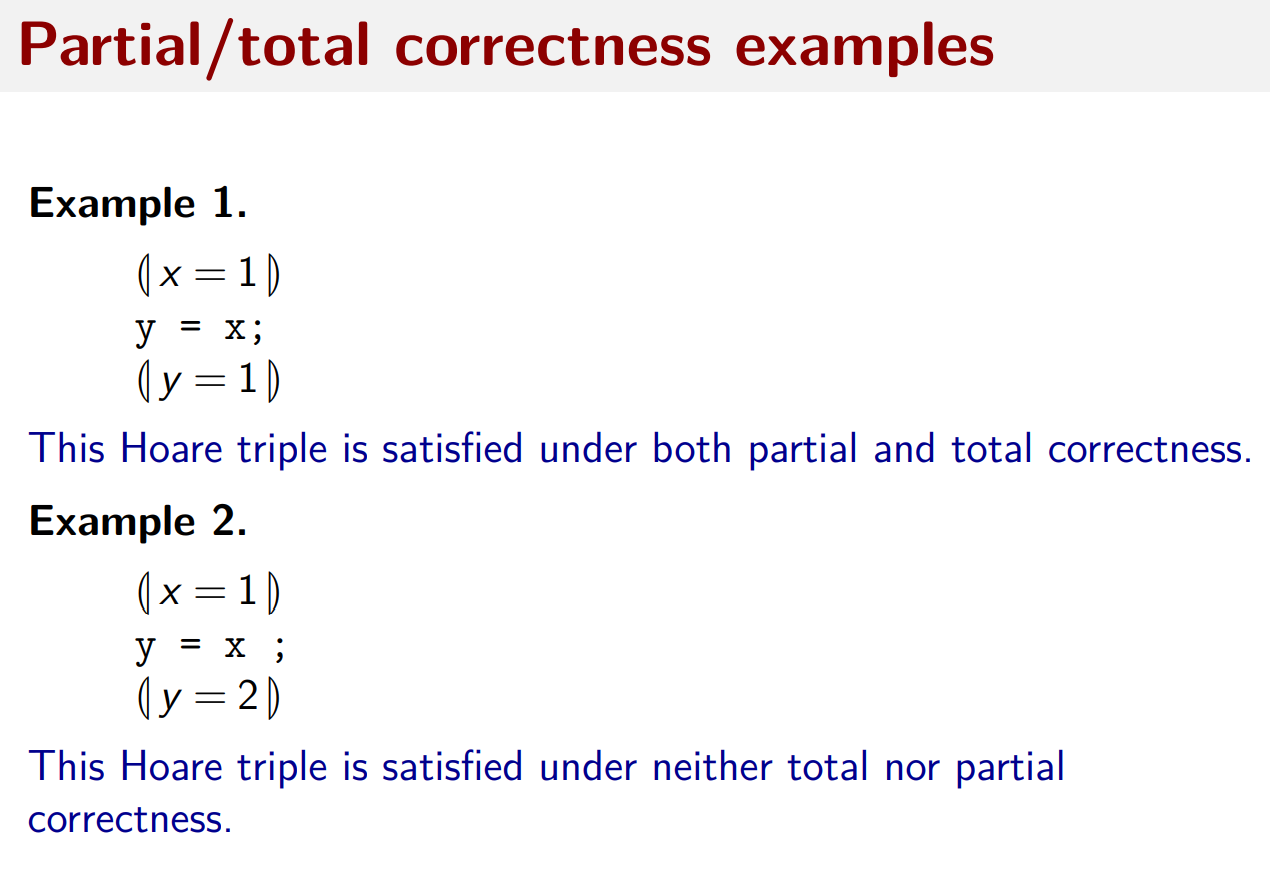 Partial/total correctness examples
Example 1.
⦇ x = 1 ⦈
y = x;
⦇ y = 1 ⦈
This Hoare triple is satisfied under both partial and total correctness.
Example 2.
⦇ x = 1 ⦈
y = x ;
⦇ y = 2 ⦈
This Hoare triple is satisfied under neither total nor partial
correctness.